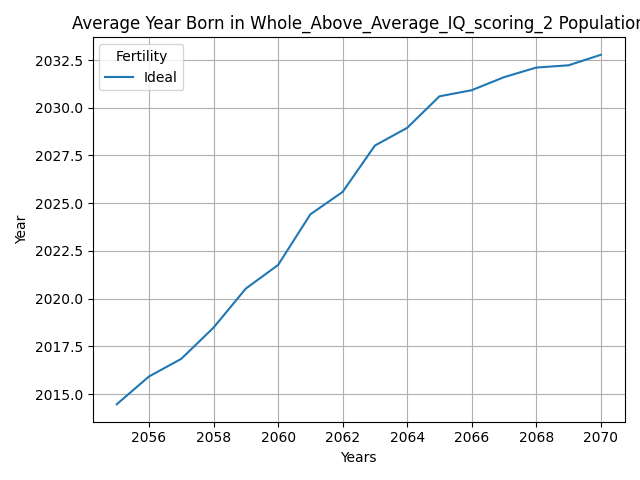 Average Year Born in Whole_Above_Average_IQ_scoring_2 Population
Fertility
Ideal
2032.5
2030.0
2027.5
2025.0
2022.5
2020.0
2017.5
2015.0
Year
2056 2058 2060 2062 2064 2066 2068 2070
Years